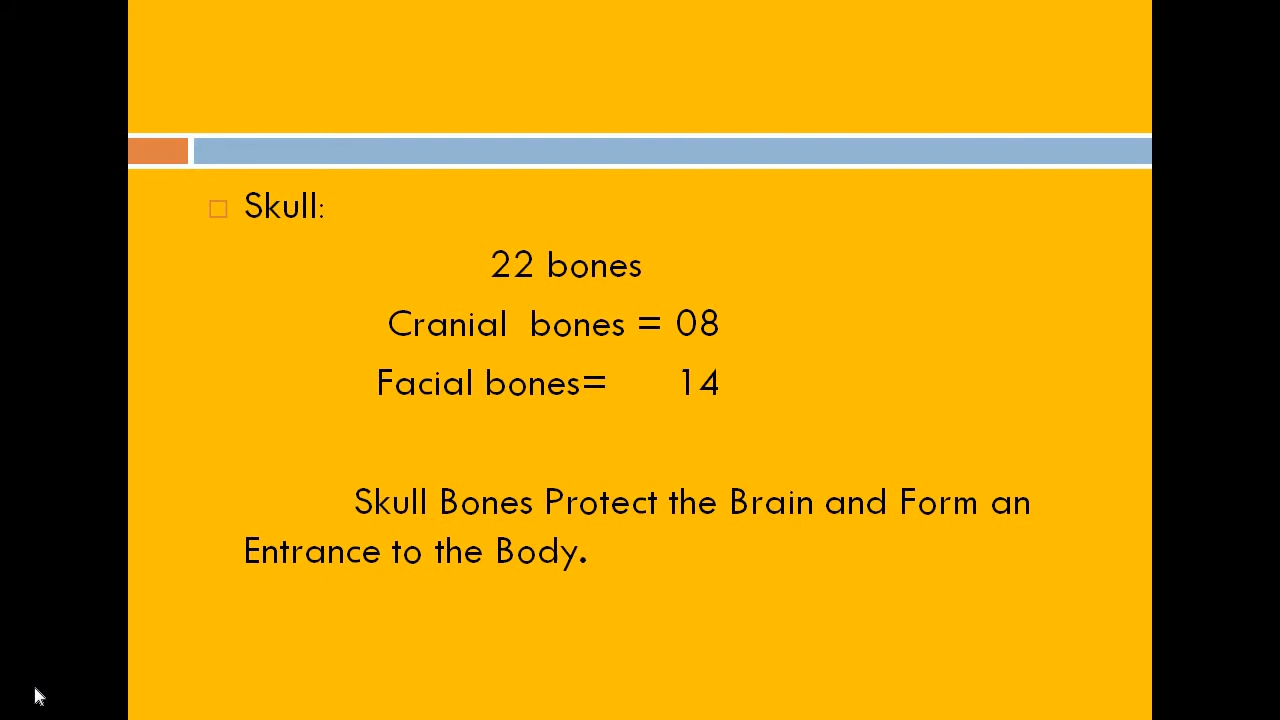 Skull:
22 bones
Cranial bones = 08
Facial bones= 14
Skull Bones Protect the Brain and Form an
Entrance to the Body.